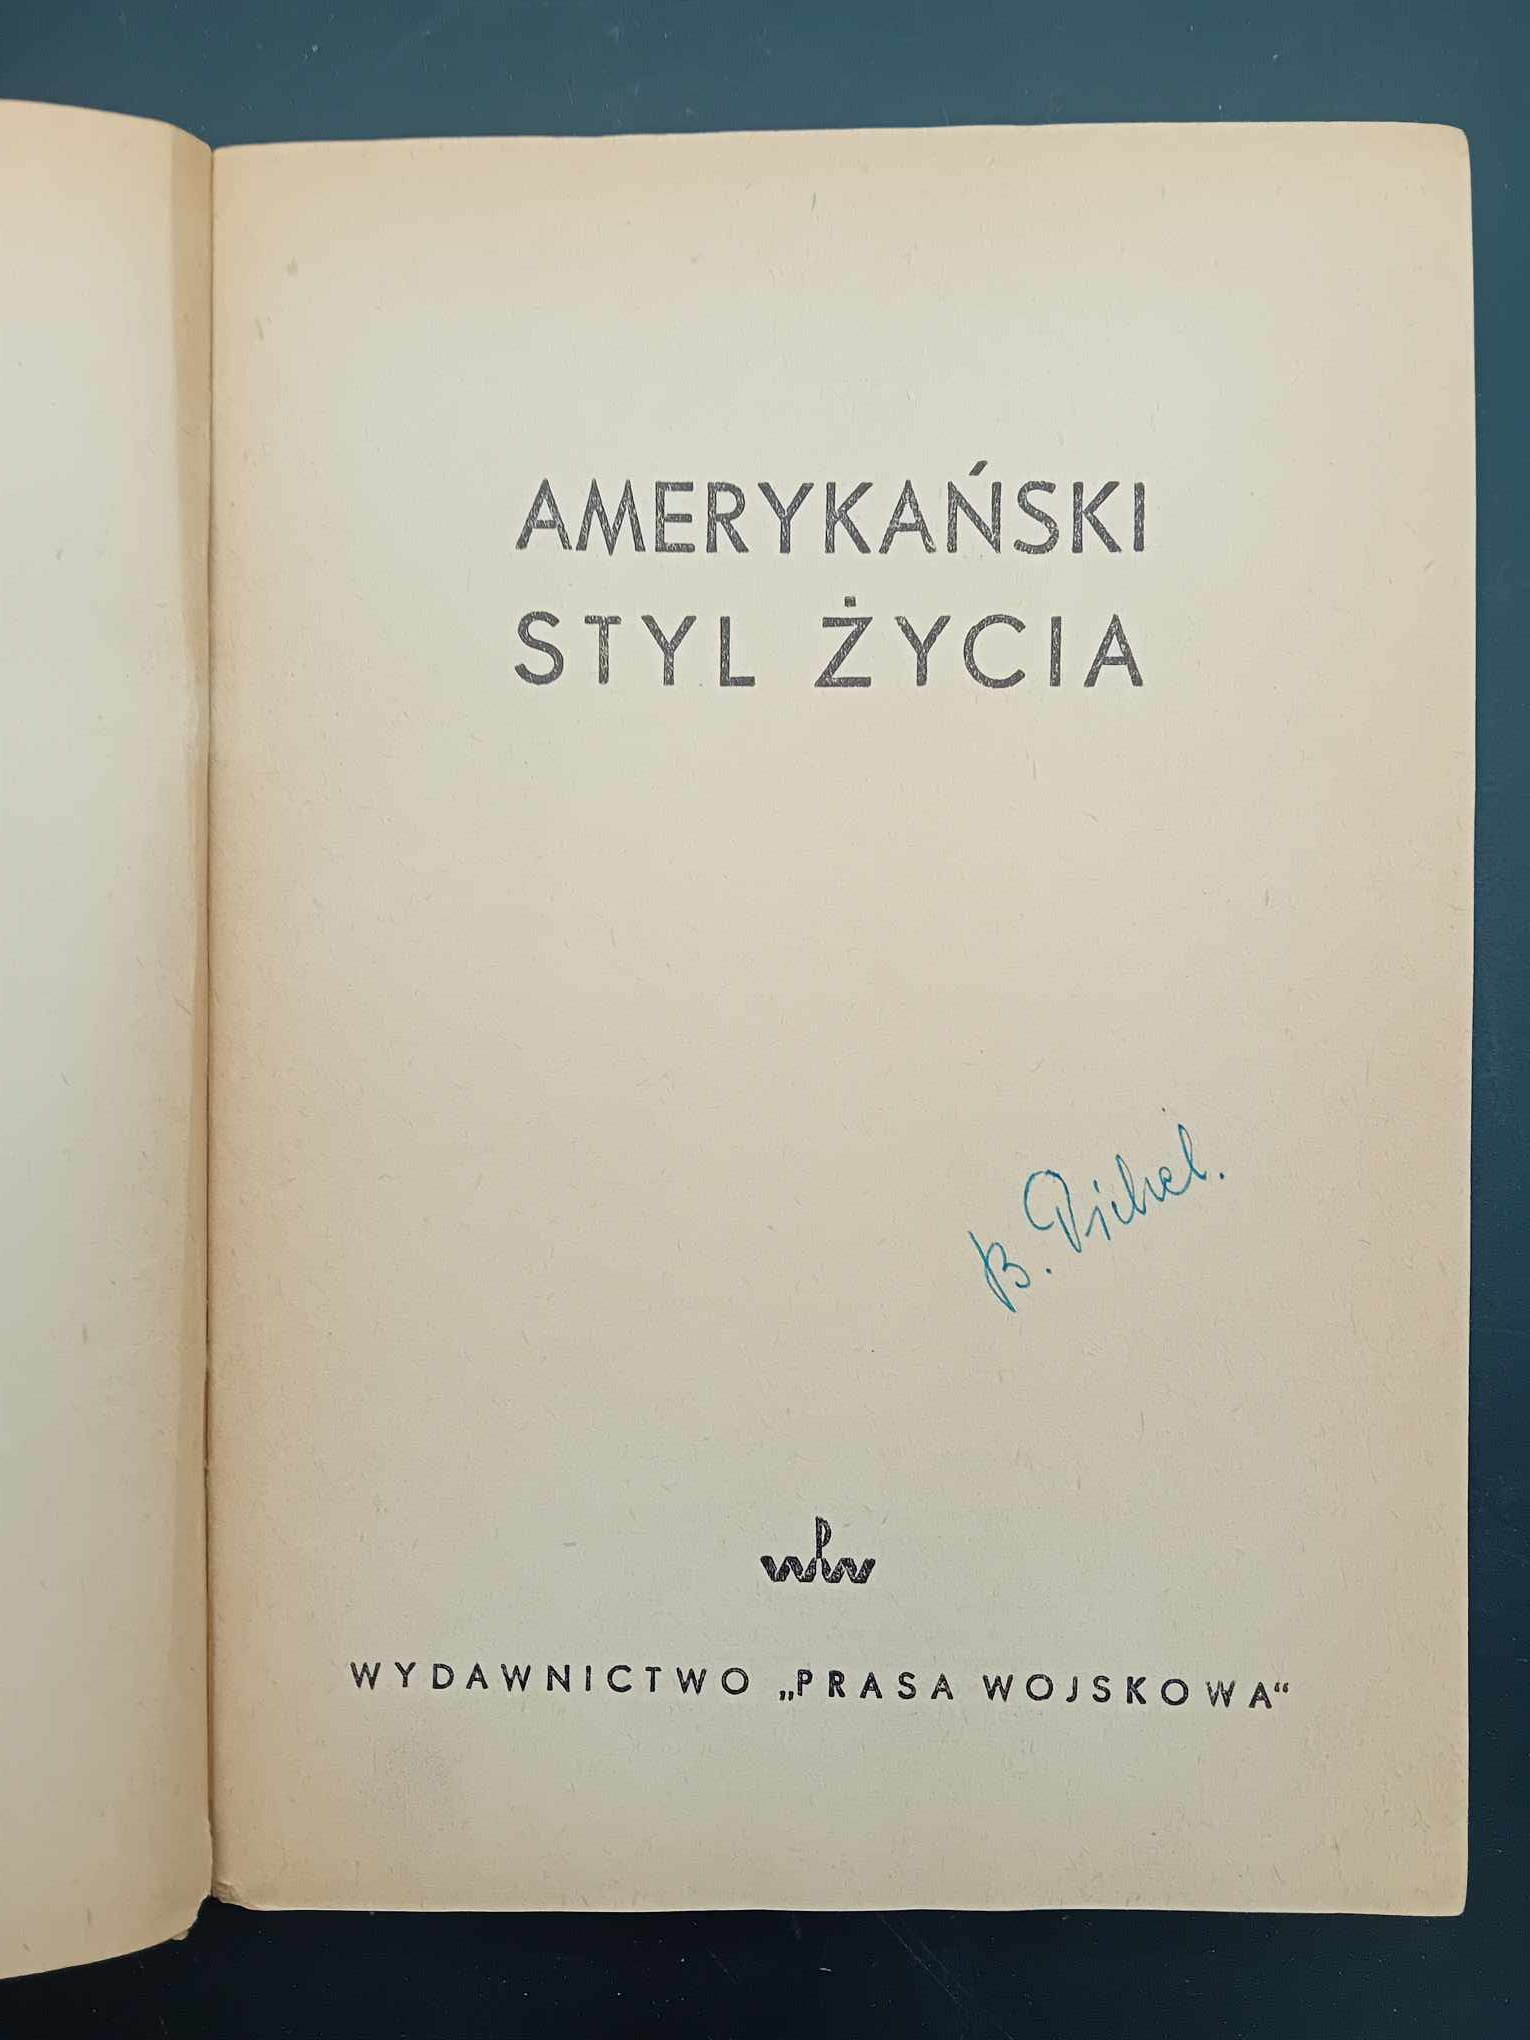 AMERYKAŃSKI
STYL ŻYCIA
B. Pichel.
WPW
WYDAWNICTWO „PRASA WOJSKOWA“